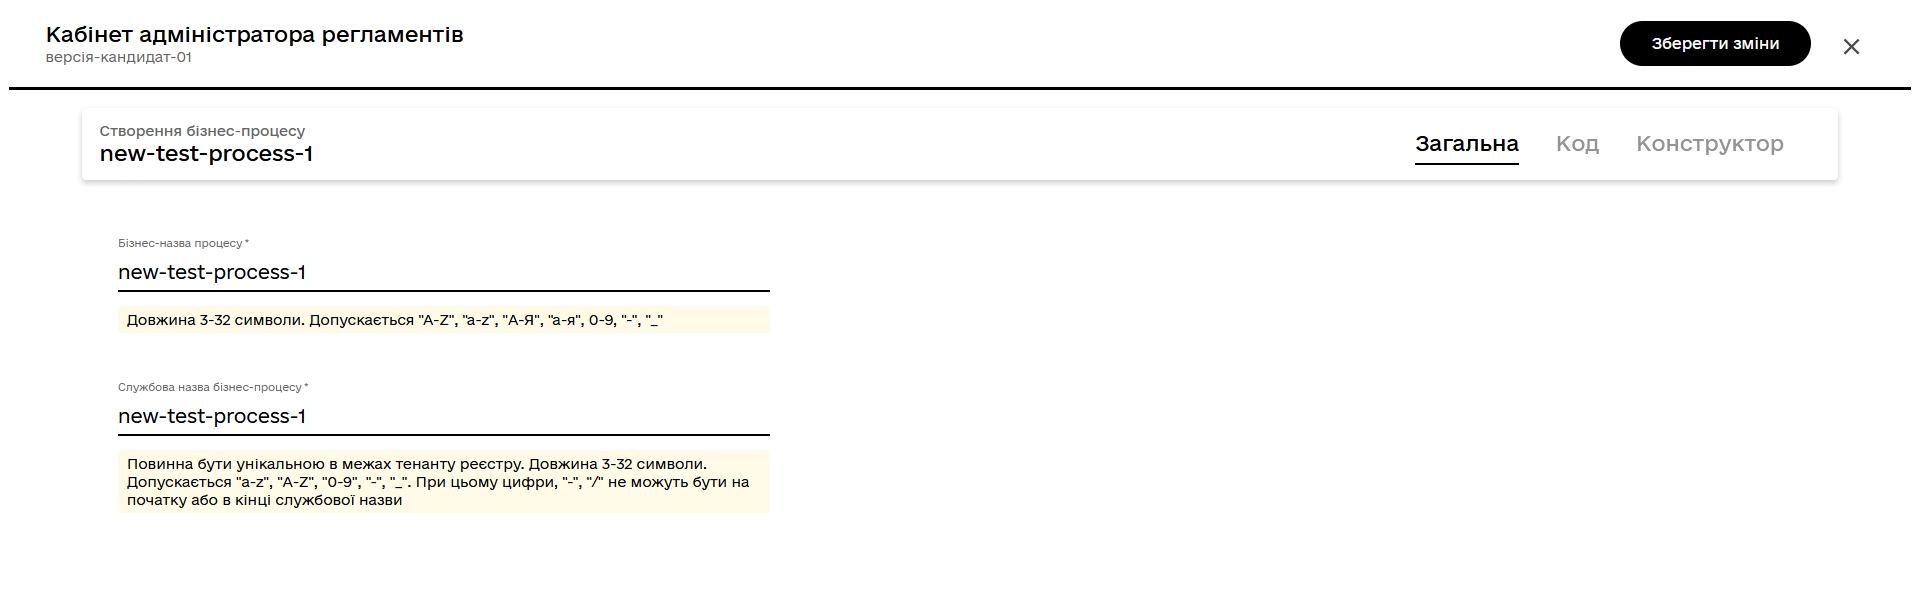 Кабінет адміністратора регламентів
версія-кандидат-01
Зберегти зміни
Створення бізнес-процесу
new-test-process-1
Загальна
Код
Конструктор
Бізнес-назва процесу *
new-test-process-1
Довжина 3-32 символи. Допускається "A-Z", "a-z", "А-Я", "а-я", 0-9, "-", "_"
Службова назва бізнес-процесу *
new-test-process-1
Повинна бути унікальною в межах тенанту реєстру. Довжина 3-32 символи.
Допускається "a-z", "A-Z", "0-9", "-", "_". При цьому цифри, "-", "/" не можуть бути на
початку або в кінці службової назви